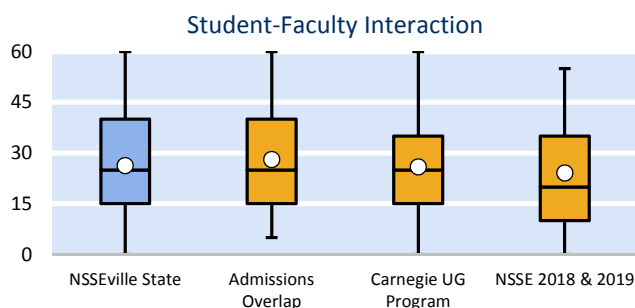 Student-Faculty Interaction
60
45
30
15
0
NSSEville State
Admissions
Overlap
Carnegie UG
Program
NSSE 2018 & 2019